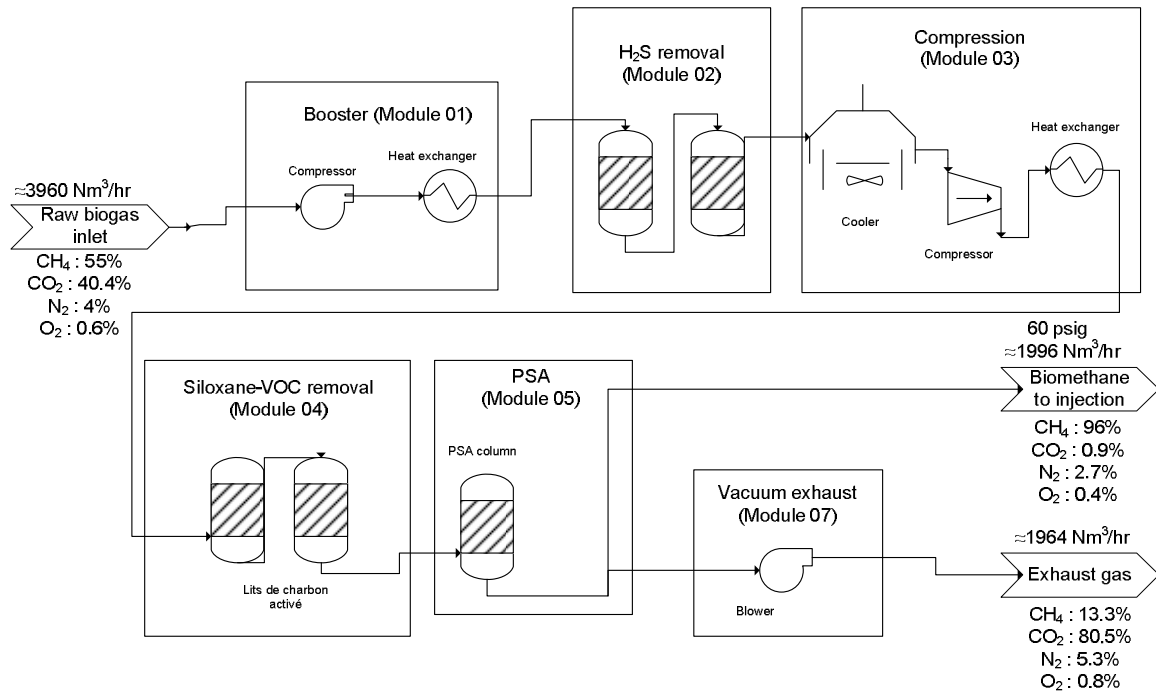 Booster (Module 01)
Compressor
Heat exchanger
H₂S removal
(Module 02)
Compression
(Module 03)
Cooler
Compressor
Heat exchanger
≈3960 Nm³/hr
Raw biogas
inlet
CH₄ : 55%
CO₂ : 40.4%
N₂ : 4%
O₂ : 0.6%
Siloxane-VOC removal
(Module 04)
Lits de charbon
activé
PSA
(Module 05)
PSA column
Vacuum exhaust
(Module 07)
Blower
60 psig
≈1996 Nm³/hr
Biomethane
to injection
CH₄ : 96%
CO₂ : 0.9%
N₂ : 2.7%
O₂ : 0.4%
≈1964 Nm³/hr
Exhaust gas
CH₄ : 13.3%
CO₂ : 80.5%
N₂ : 5.3%
O₂ : 0.8%